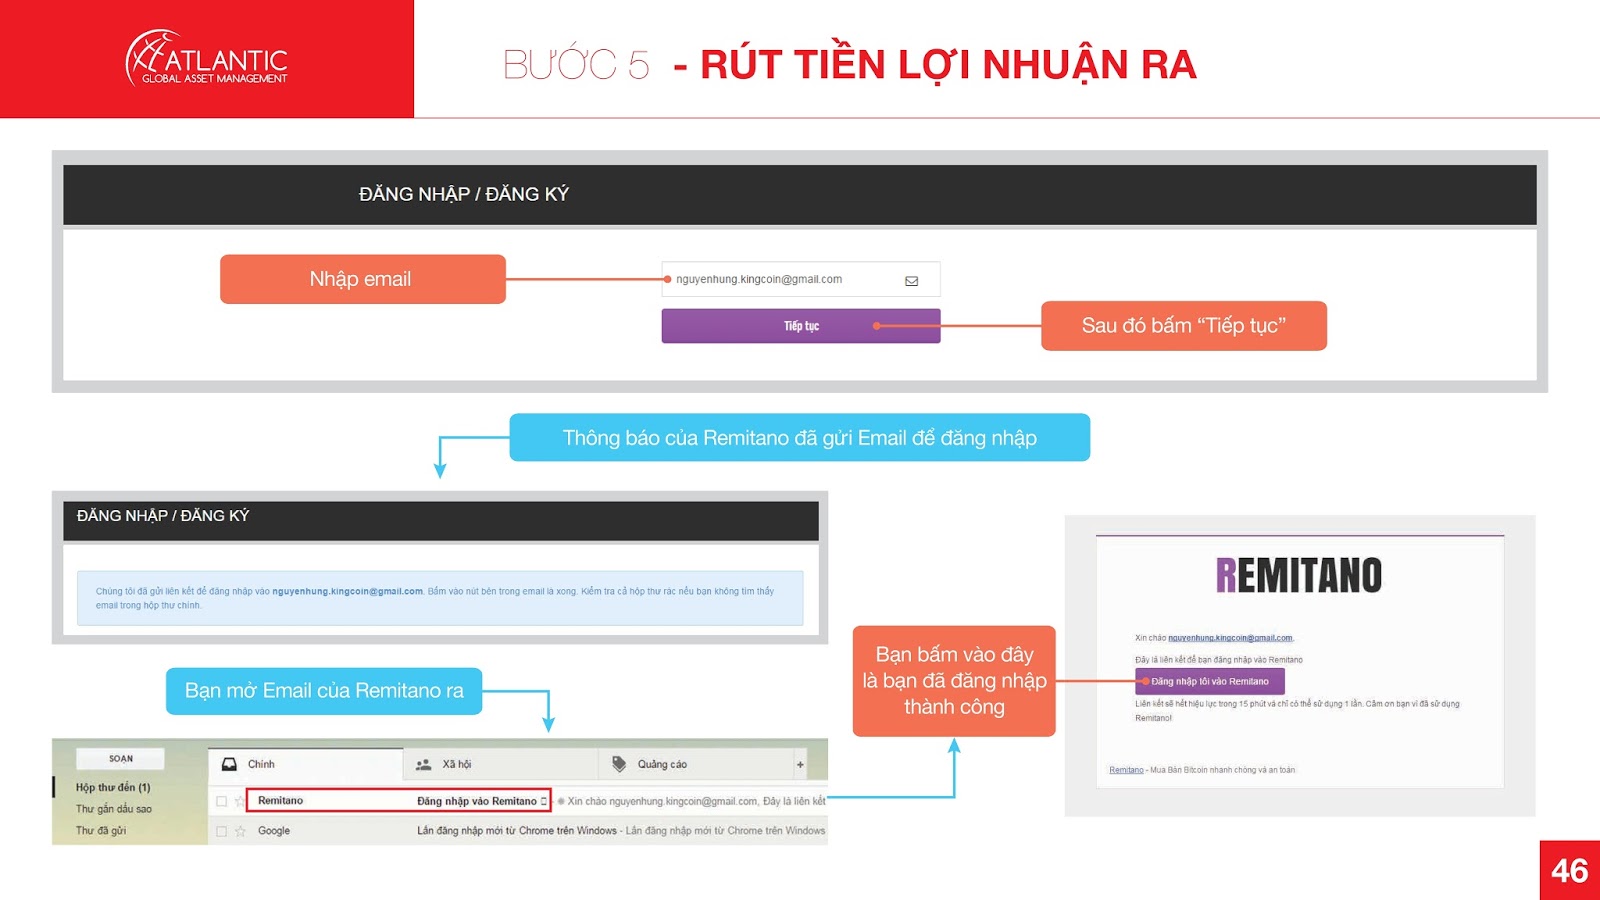 ATLANTIC
GLOBAL ASSET MANAGEMENT
BƯỚC 5 - RÚT TIỀN LỢI NHUẬN RA
ĐĂNG NHẬP / ĐĂNG KÝ
Nhập email
nguyenhung.kingcoin@gmail.com
Tiếp tục
Sau đó bấm “Tiếp tục”
Thông báo của Remitano đã gửi Email để đăng nhập
ĐĂNG NHẬP / ĐĂNG KÝ
Chúng tôi đã gửi liên kết để đăng nhập vào nguyenhung.kingcoin@gmail.com. Bấm vào nút bên trong email là xong. Kiểm tra cả hộp thư rác nếu bạn không tìm thấy
email trong hộp thư chính.
Bạn mở Email của Remitano ra
SOẠN
Hộp thư đến (1)
Thư gắn dấu sao
Thư đã gửi
Chính
Xã hội
Quảng cáo
+
Remitano Đăng nhập vào Remitano Xin chào nguyenhung.kingcoin@gmail.com, Đây là liên kết
Google Lần đăng nhập mới từ Chrome trên Windows - Lần đăng nhập mới từ Chrome trên Windows
Bạn bấm vào đây
là bạn đã đăng nhập
thành công
REMITANO
Xin chào nguyenhung.kingcoin@gmail.com,
Đây là liên kết để bạn đăng nhập vào Remitano
Đăng nhập tôi vào Remitano
Liên kết sẽ hết hiệu lực trong 15 phút và chỉ có thể sử dụng 1 lần. Cảm ơn bạn vì đã sử dụng
Remitano!
Remitano - Mua Bán Bitcoin nhanh chóng và an toàn
46